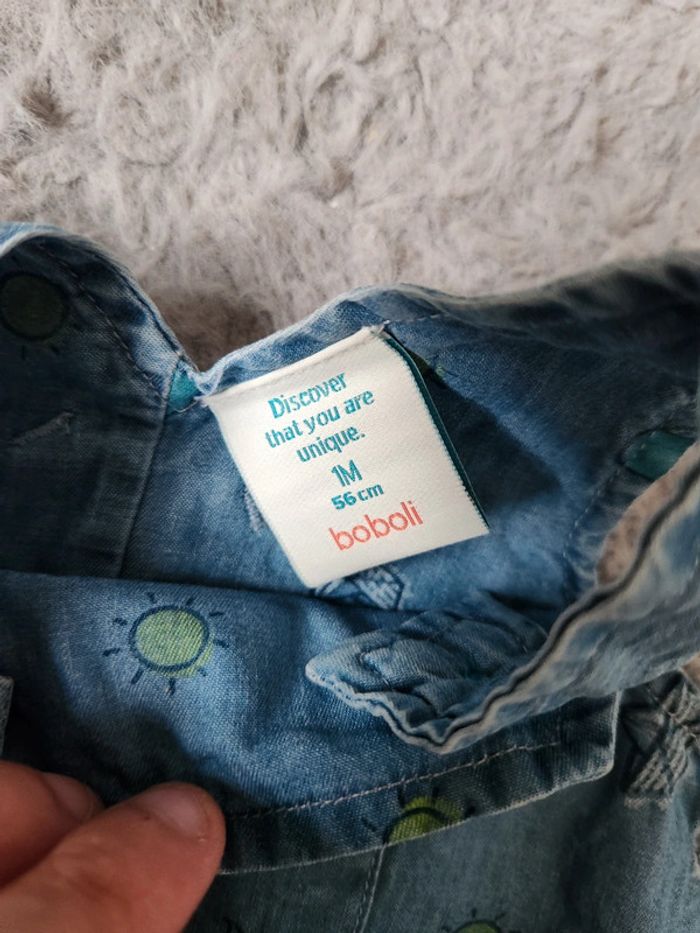 Discover
that you are
unique.
1M
56 cm
boboli